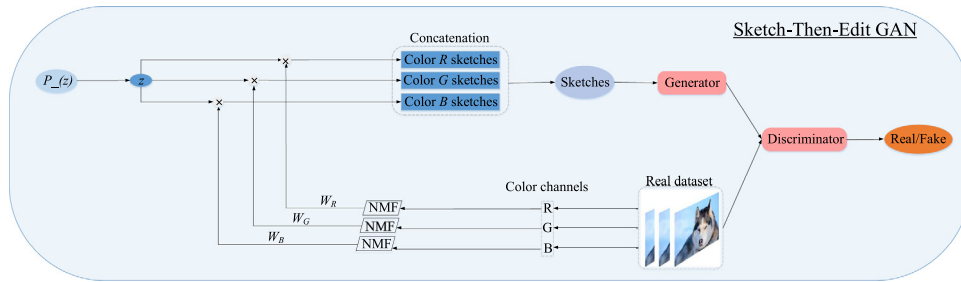 Sketch-Then-Edit GAN
Concatenation
P_(z)
z
×
×
×
Color R sketches
Color G sketches
Color B sketches
Sketches
Generator
Discriminator
Real/Fake
Color channels
Real dataset
W_R
NMF
R
W_G
NMF
G
W_B
NMF
B